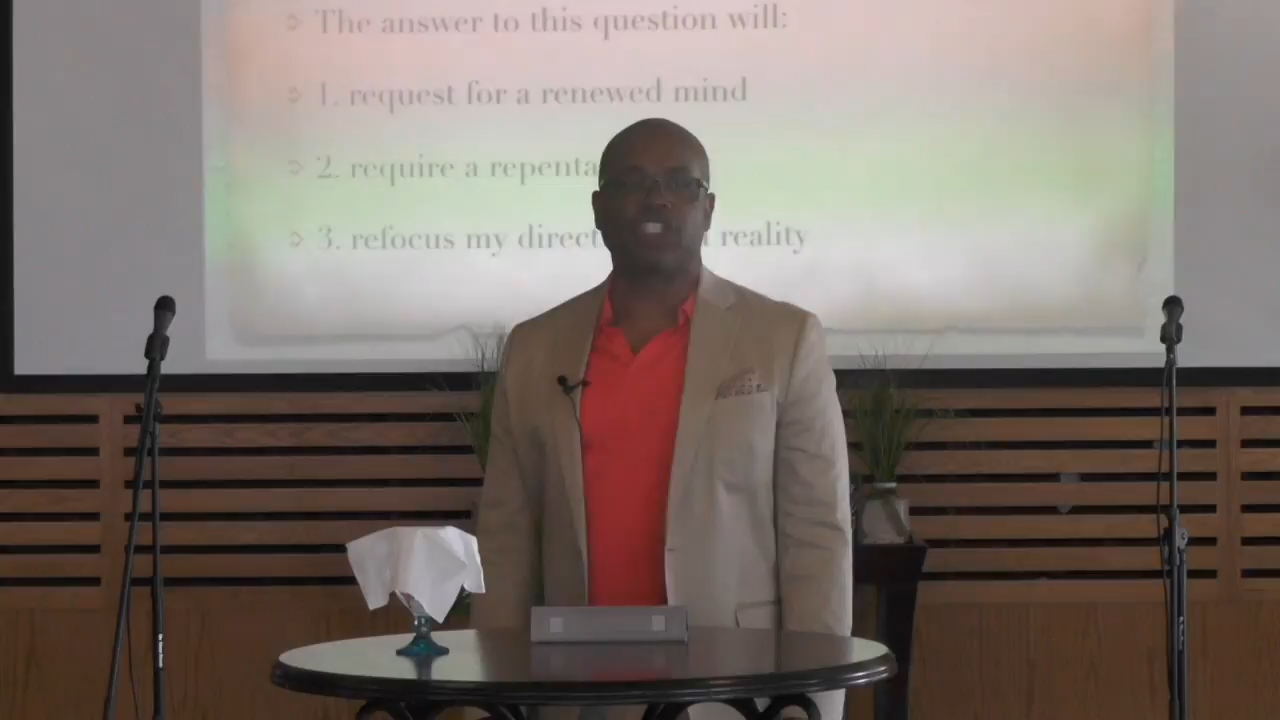 The answer to this question will:
1. request for a renewed mind
2. require a repenta
3. refocus my direct reality